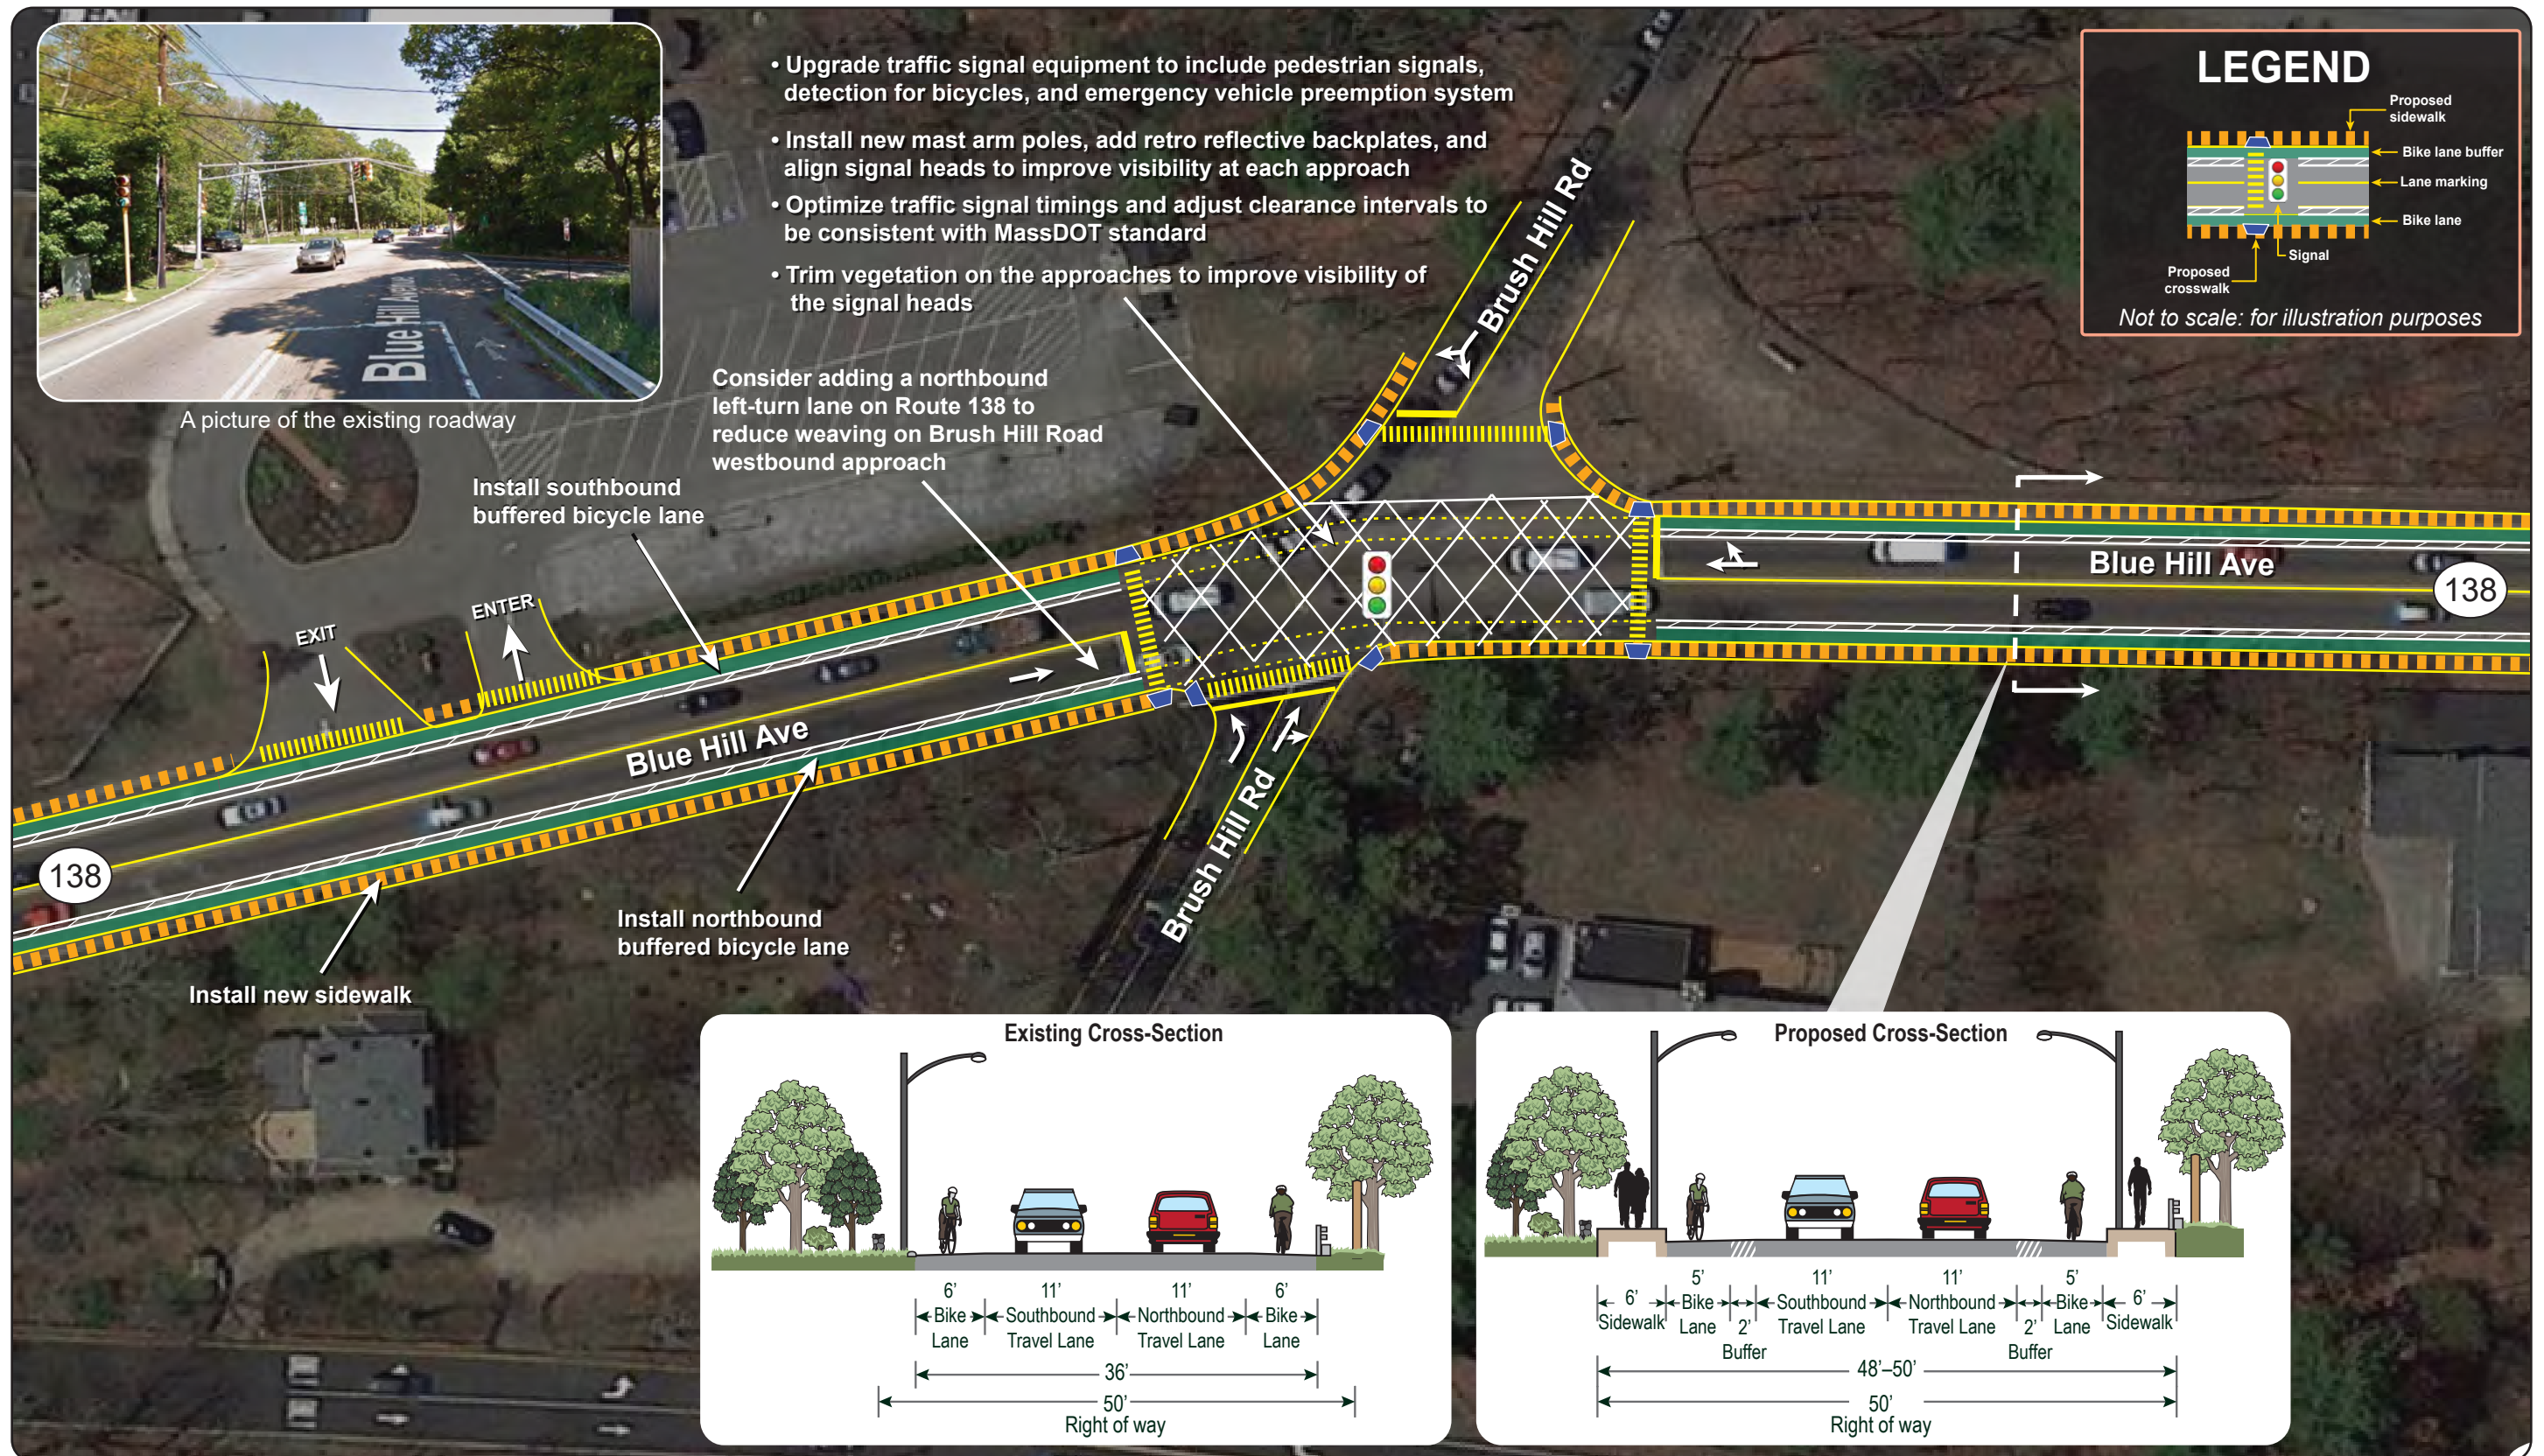 • Upgrade traffic signal equipment to include pedestrian signals,
detection for bicycles, and emergency vehicle preemption system
• Install new mast arm poles, add retro reflective backplates, and
align signal heads to improve visibility at each approach
• Optimize traffic signal timings and adjust clearance intervals to
be consistent with MassDOT standard
• Trim vegetation on the approaches to improve visibility of
the signal heads
Blue Hill Avenue
A picture of the existing roadway
LEGEND
Proposed
sidewalk
Bike lane buffer
Lane marking
Bike lane
Signal
Proposed
crosswalk
Not to scale: for illustration purposes
Brush Hill Rd
Consider adding a northbound
left-turn lane on Route 138 to
reduce weaving on Brush Hill Road
westbound approach
Install southbound
buffered bicycle lane
EXIT
ENTER
Blue Hill Ave
138
Blue Hill Ave
138
Brush Hill Rd
Install northbound
buffered bicycle lane
Install new sidewalk
Existing Cross-Section
6' 11' 11' 6'
Bike Southbound Northbound Bike
Lane Travel Lane Travel Lane Lane
36'
50'
Right of way
Proposed Cross-Section
5' 11' 11' 5'
6' Bike Southbound Northbound Bike 6'
Sidewalk Lane 2' Travel Lane Travel Lane 2' Lane Sidewalk
Buffer Buffer
48'–50'
50'
Right of way